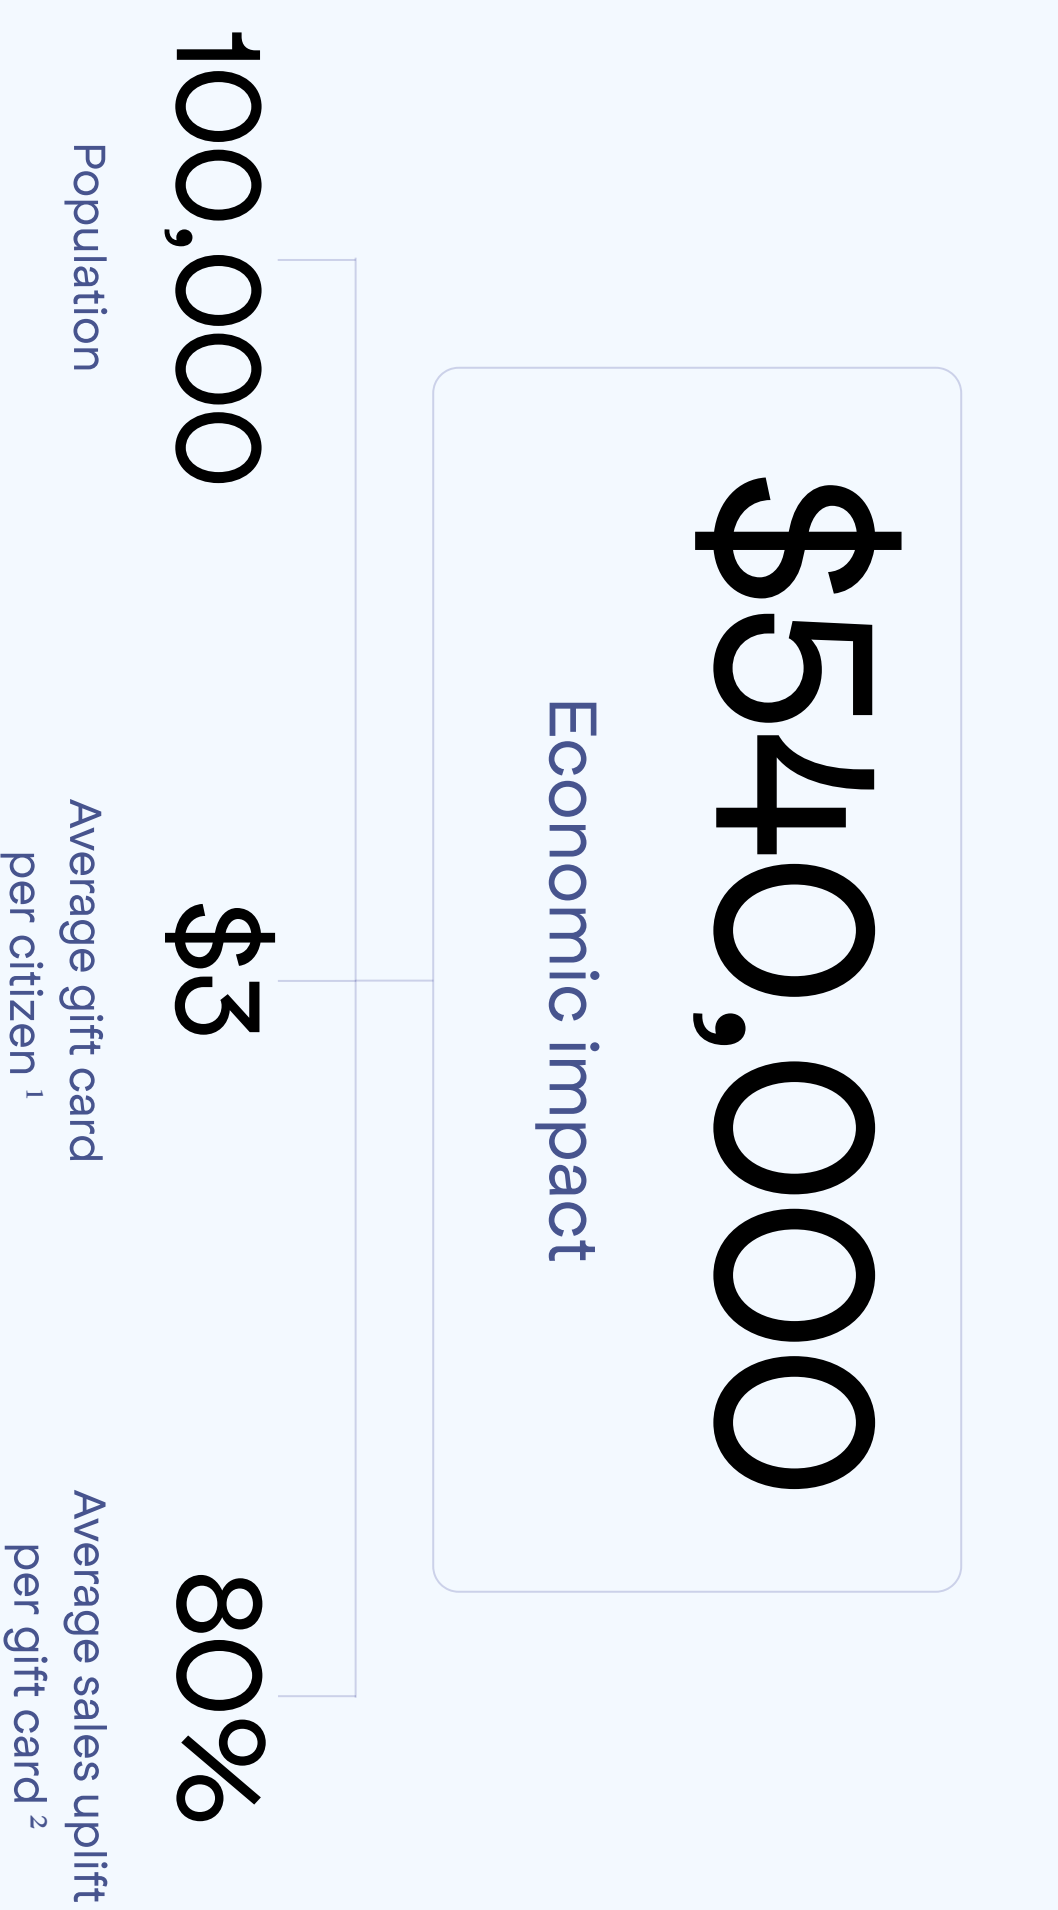 $540,000
Economic impact
100,000
Population
$3
Average gift card
per citizen ¹
80%
Average sales uplift
per gift card ²